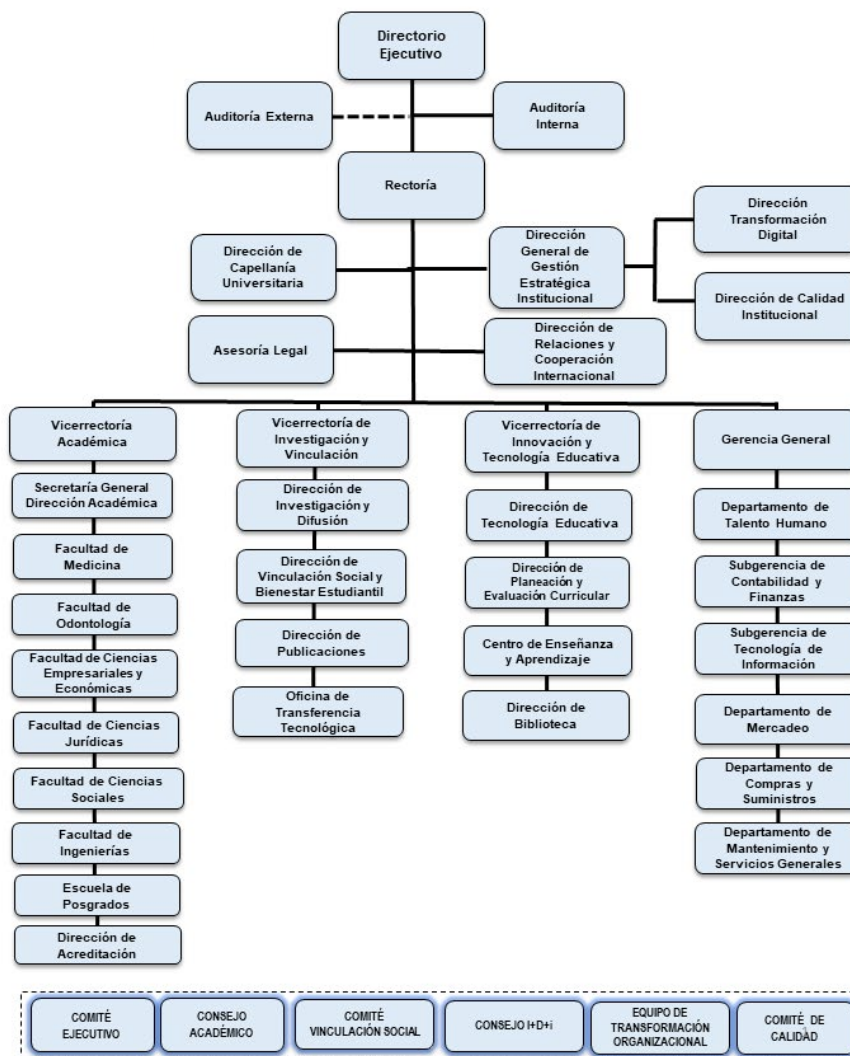 Directorio
Ejecutivo
Auditoría Externa
Auditoría
Interna
Rectoría
Dirección de
Capellanía
Universitaria
Dirección
General de
Gestión
Estratégica
Institucional
Dirección
Transformación
Digital
Dirección de Calidad
Institucional
Asesoría Legal
Dirección de
Relaciones y
Cooperación
Internacional
Vicerrectoría
Académica
Secretaría General
Dirección Académica
Facultad de
Medicina
Facultad de
Odontología
Facultad de Ciencias
Empresariales y
Económicas
Facultad de Ciencias
Jurídicas
Facultad de Ciencias
Sociales
Facultad de
Ingenierías
Escuela de
Posgrados
Dirección de
Acreditación
Vicerrectoría de
Investigación y
Vinculación
Dirección de
Investigación y
Difusión
Dirección de
Vinculación Social y
Bienestar Estudiantil
Dirección de
Publicaciones
Oficina de
Transferencia
Tecnológica
Vicerrectoría de
Innovación y
Tecnología Educativa
Dirección de
Tecnología Educativa
Dirección de
Planeación y
Evaluación Curricular
Centro de Enseñanza
y Aprendizaje
Dirección de
Biblioteca
Gerencia General
Departamento de
Talento Humano
Subgerencia de
Contabilidad y
Finanzas
Subgerencia de
Tecnología de
Información
Departamento de
Mercadeo
Departamento de
Compras y
Suministros
Departamento de
Mantenimiento y
Servicios Generales
COMITÉ
EJECUTIVO
CONSEJO
ACADÉMICO
COMITÉ
VINCULACIÓN SOCIAL
CONSEJO I+D+i
EQUIPO DE
TRANSFORMACIÓN
ORGANIZACIONAL
COMITÉ DE
CALIDAD